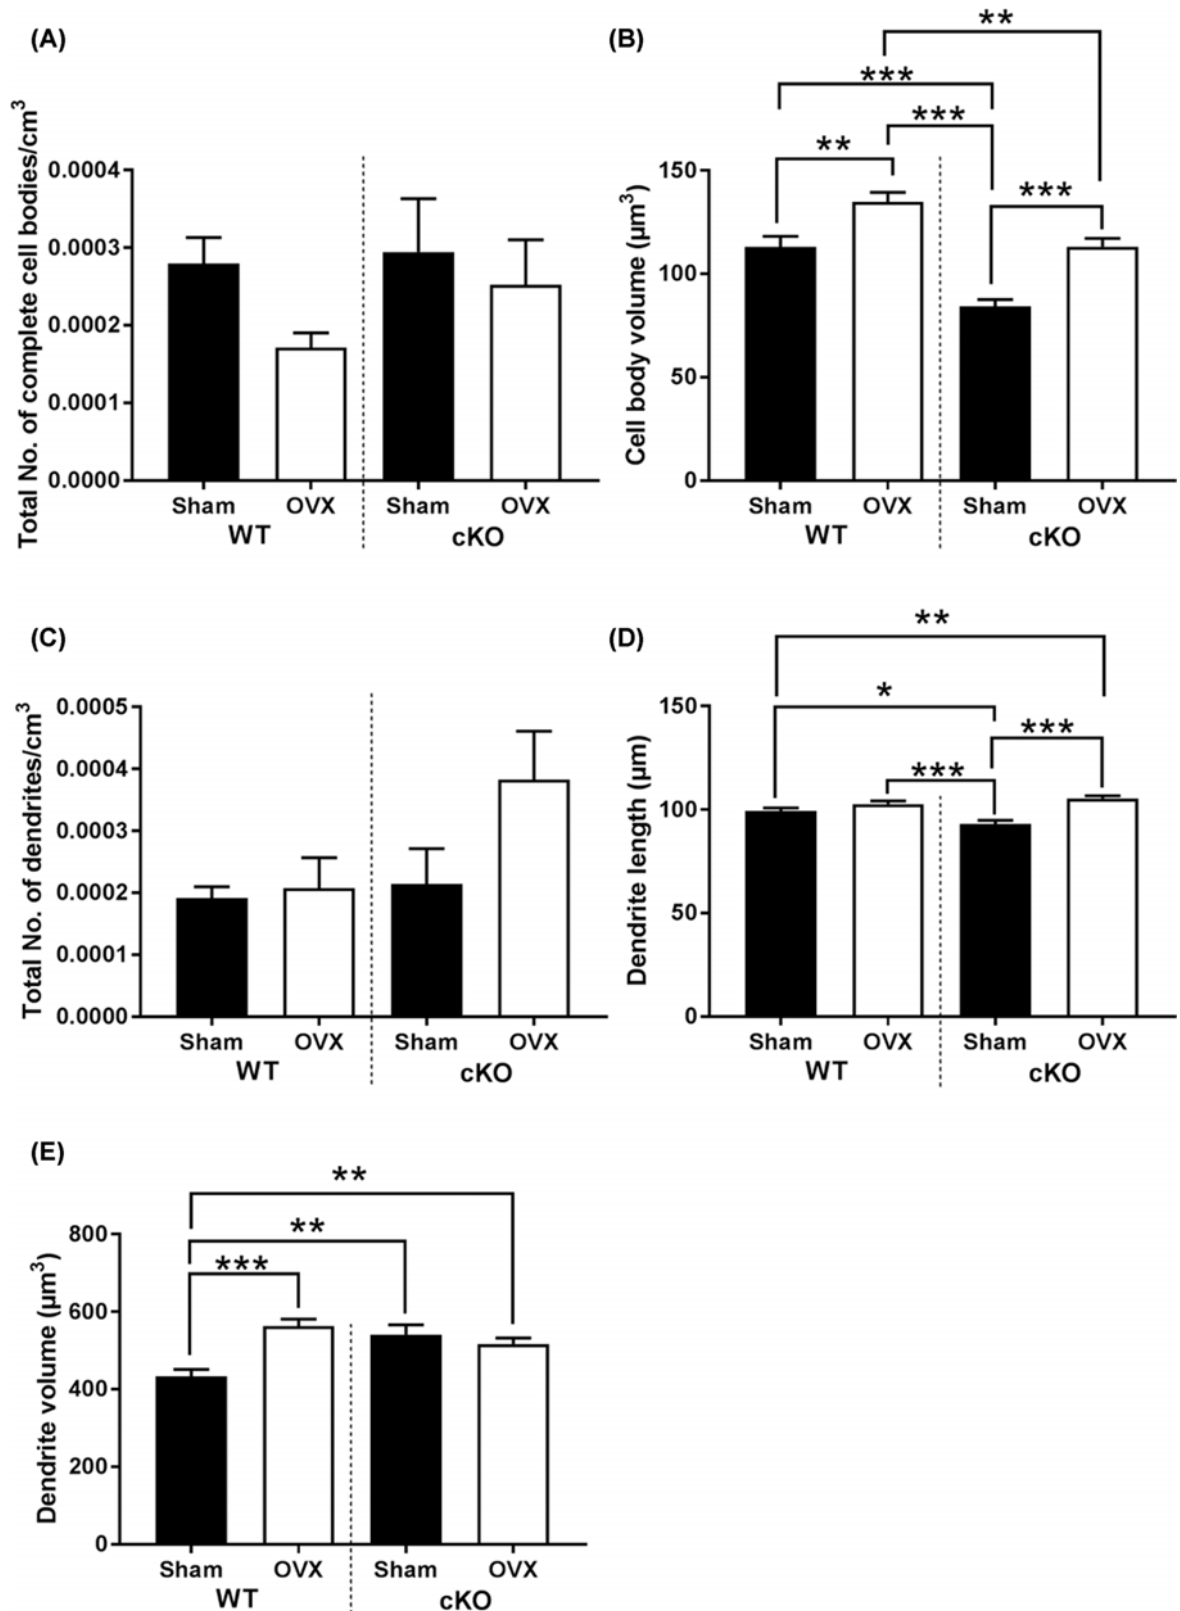 (A)
Total No. of complete cell bodies/cm³
0.0004
0.0003
0.0002
0.0001
0.0000
Sham OVX Sham OVX
WT cKO
(B)
**
***
***
**
***
Cell body volume (µm³)
150
100
50
0
Sham OVX Sham OVX
WT cKO
(C)
Total No. of dendrites/cm³
0.0005
0.0004
0.0003
0.0002
0.0001
0.0000
Sham OVX Sham OVX
WT cKO
(D)
**
*
***
***
Dendrite length (µm)
150
100
50
0
Sham OVX Sham OVX
WT cKO
(E)
**
**
***
Dendrite volume (µm³)
800
600
400
200
0
Sham OVX Sham OVX
WT cKO